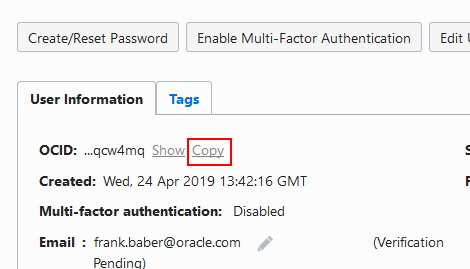 Create/Reset Password Enable Multi-Factor Authentication Edit
User Information Tags
OCID: ...qcw4mq Show Copy
Created: Wed, 24 Apr 2019 13:42:16 GMT
Multi-factor authentication: Disabled
Email : frank.baber@oracle.com (Verification
Pending)